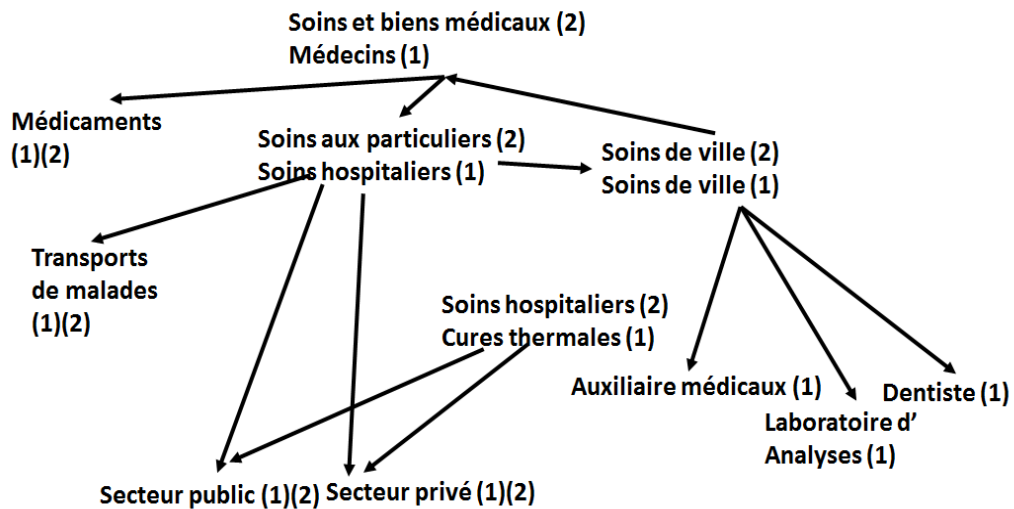 Soins et biens médicaux (2)
Médecins (1)
Médicaments
(1)(2)
Soins aux particuliers (2)
Soins hospitaliers (1)
Soins de ville (2)
Soins de ville (1)
Transports
de malades
(1)(2)
Soins hospitaliers (2)
Cures thermales (1)
Auxiliaire médicaux (1)
Dentiste (1)
Laboratoire d’
Analyses (1)
Secteur public (1)(2)
Secteur privé (1)(2)